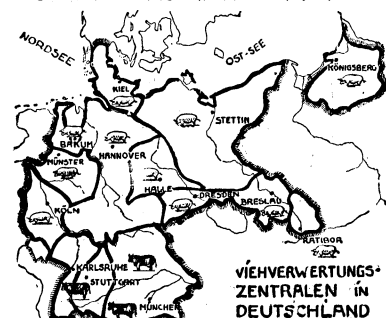 NORDSEE
OST-SEE
KÖNIGSBERG
KIEL
STETTIN
BAKUM
HANNOVER
MÜNSTER
HALLE
DRESDEN
BRESLAU
KÖLN
RATIBOR
KARLSRUHE
STUTTGART
MÜNCHEN
VIEHVERWERTUNGS-
ZENTRALEN in
DEUTSCHLAND